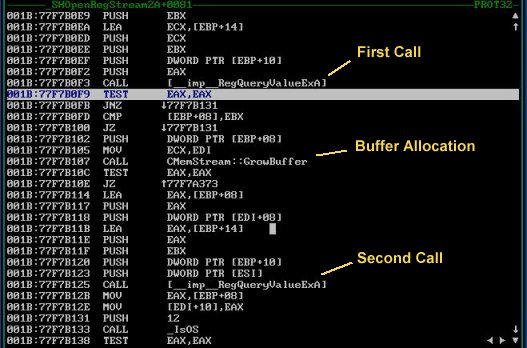 _SHOpenRegStream2A+0081 PROT32
001B:77F7B0E9 PUSH EBX
001B:77F7B0EA LEA ECX,[EBP+14]
001B:77F7B0ED PUSH ECX
001B:77F7B0EE PUSH EBX
001B:77F7B0EF PUSH DWORD PTR [EBP+10]
001B:77F7B0F2 PUSH EAX
001B:77F7B0F3 CALL [__imp__RegQueryValueExA]
First Call
001B:77F7B0F9 TEST EAX,EAX
001B:77F7B0FB JNZ ↓77F7B131
001B:77F7B0FD CMP [EBP+08],EBX
001B:77F7B100 JZ ↓77F7B131
001B:77F7B102 PUSH DWORD PTR [EBP+08]
001B:77F7B105 MOV ECX,EDI
001B:77F7B107 CALL CMemStream::GrowBuffer
Buffer Allocation
001B:77F7B10C TEST EAX,EAX
001B:77F7B10E JZ ↑77F7A373
001B:77F7B114 LEA EAX,[EBP+08]
001B:77F7B117 PUSH EAX
001B:77F7B118 PUSH DWORD PTR [EDI+08]
001B:77F7B11B LEA EAX,[EBP+14]
001B:77F7B11E PUSH EAX
001B:77F7B11F PUSH EBX
001B:77F7B120 PUSH DWORD PTR [EBP+10]
001B:77F7B123 PUSH DWORD PTR [ESI]
001B:77F7B125 CALL [__imp__RegQueryValueExA]
Second Call
001B:77F7B12B MOV EAX,[EBP+08]
001B:77F7B12E MOV [EDI+10],EAX
001B:77F7B131 PUSH 12
001B:77F7B133 CALL _IsOS
001B:77F7B138 TEST EAX,EAX